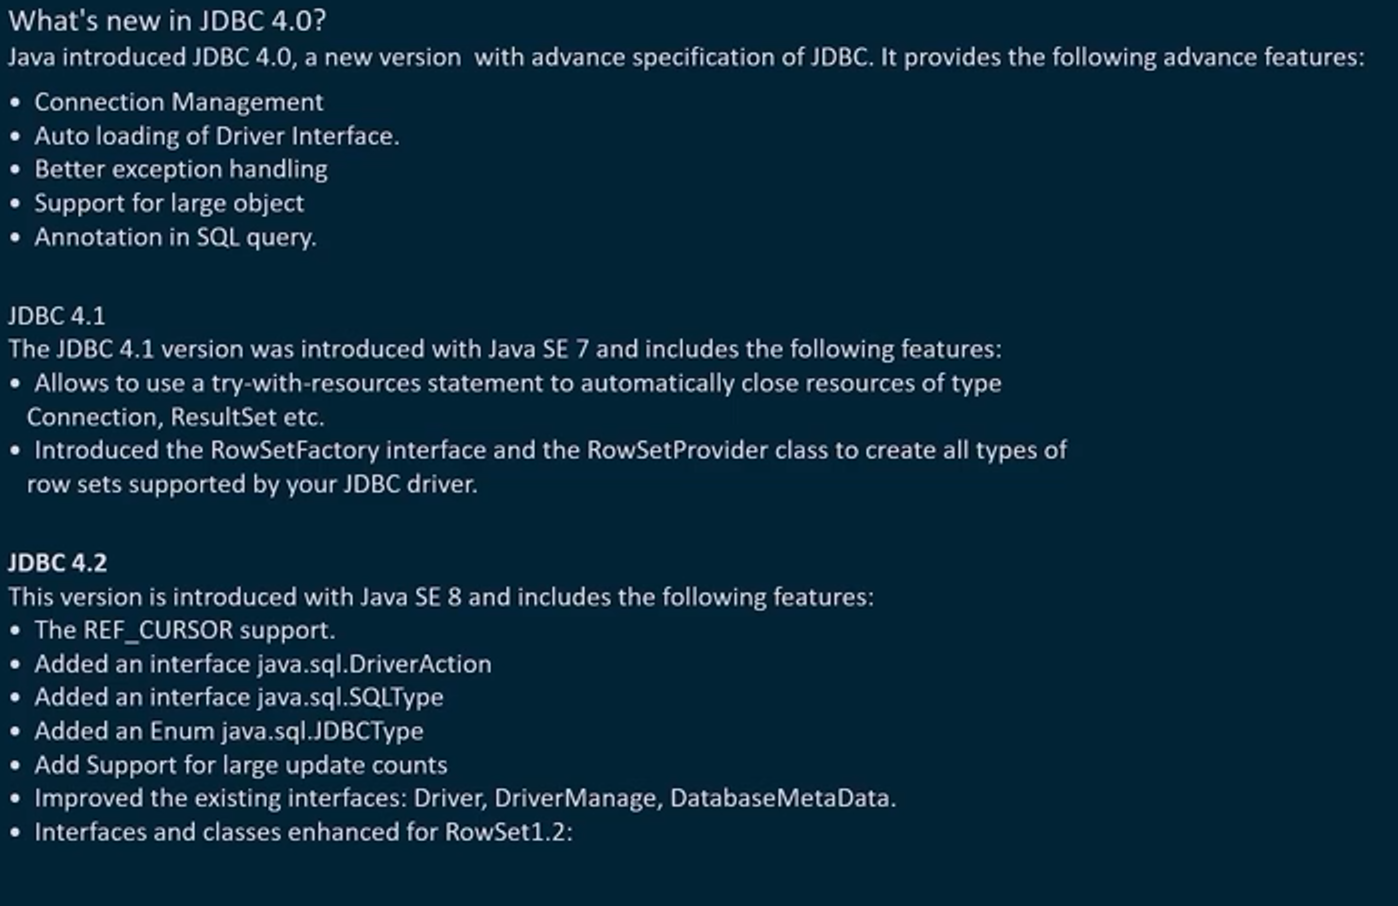 What's new in JDBC 4.0?
Java introduced JDBC 4.0, a new version with advance specification of JDBC. It provides the following advance features:
• Connection Management
• Auto loading of Driver Interface.
• Better exception handling
• Support for large object
• Annotation in SQL query.
JDBC 4.1
The JDBC 4.1 version was introduced with Java SE 7 and includes the following features:
• Allows to use a try-with-resources statement to automatically close resources of type
Connection, ResultSet etc.
• Introduced the RowSetFactory interface and the RowSetProvider class to create all types of
row sets supported by your JDBC driver.
JDBC 4.2
This version is introduced with Java SE 8 and includes the following features:
• The REF_CURSOR support.
• Added an interface java.sql.DriverAction
• Added an interface java.sql.SQLType
• Added an Enum java.sql.JDBCType
• Add Support for large update counts
• Improved the existing interfaces: Driver, DriverManage, DatabaseMetaData.
• Interfaces and classes enhanced for RowSet1.2: